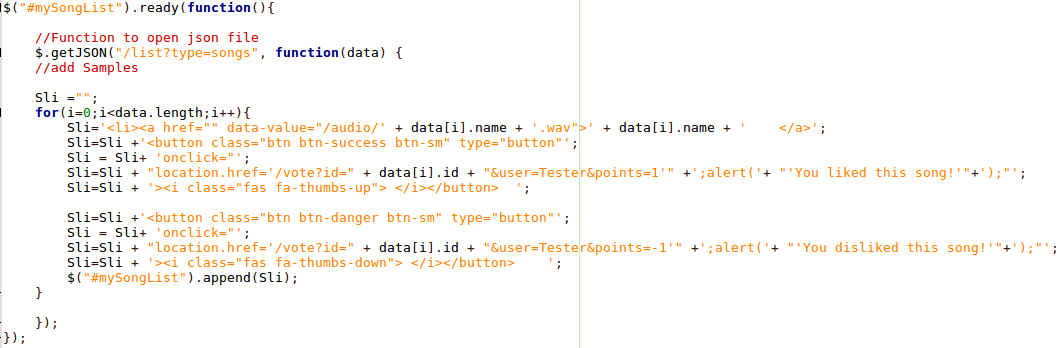 $("#mySongList").ready(function(){
//Function to open json file
$.getJSON("/list?type=songs", function(data) {
//add Samples
Sli ="";
for(i=0;i<data.length;i++){
Sli='<li><a href="" data-value="/audio/' + data[i].name + '.wav">' + data[i].name + '    </a>';
Sli=Sli +'<button class="btn btn-success btn-sm" type="button"';
Sli = Sli+ 'onclick="';
Sli=Sli + "location.href='/vote?id=" + data[i].id + "&user=Tester&points=1'" +';alert('+ "'You liked this song!'"+');"';
Sli=Sli + '><i class="fas fa-thumbs-up"> </i></button>  ';
Sli=Sli +'<button class="btn btn-danger btn-sm" type="button"';
Sli = Sli+ 'onclick="';
Sli=Sli + "location.href='/vote?id=" + data[i].id + "&user=Tester&points=-1'" +';alert('+ "'You disliked this song!'"+');"';
Sli=Sli + '><i class="fas fa-thumbs-down"> </i></button>    ';
$("#mySongList").append(Sli);
}
});
});